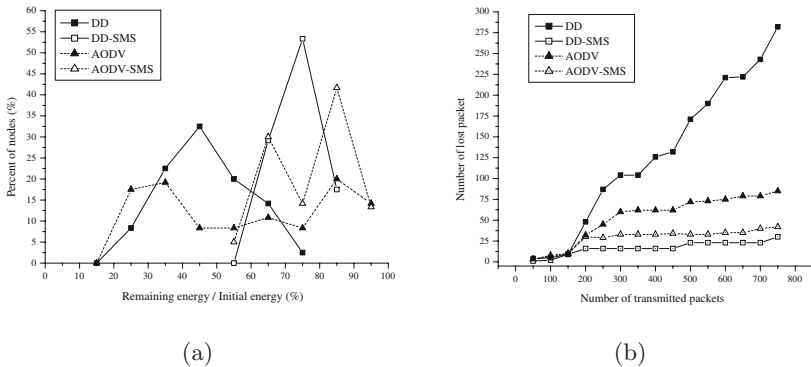 60
55
50
45
40
35
30
25
20
15
10
5
0
Percent of nodes (%)
DD
DD-SMS
AODV
AODV-SMS
0 10 20 30 40 50 60 70 80 90 100
Remaining energy / Initial energy (%)
(a)
300
275
250
225
200
175
150
125
100
75
50
25
0
Number of lost packet
DD
DD-SMS
AODV
AODV-SMS
0 100 200 300 400 500 600 700 800
Number of transmitted packets
(b)